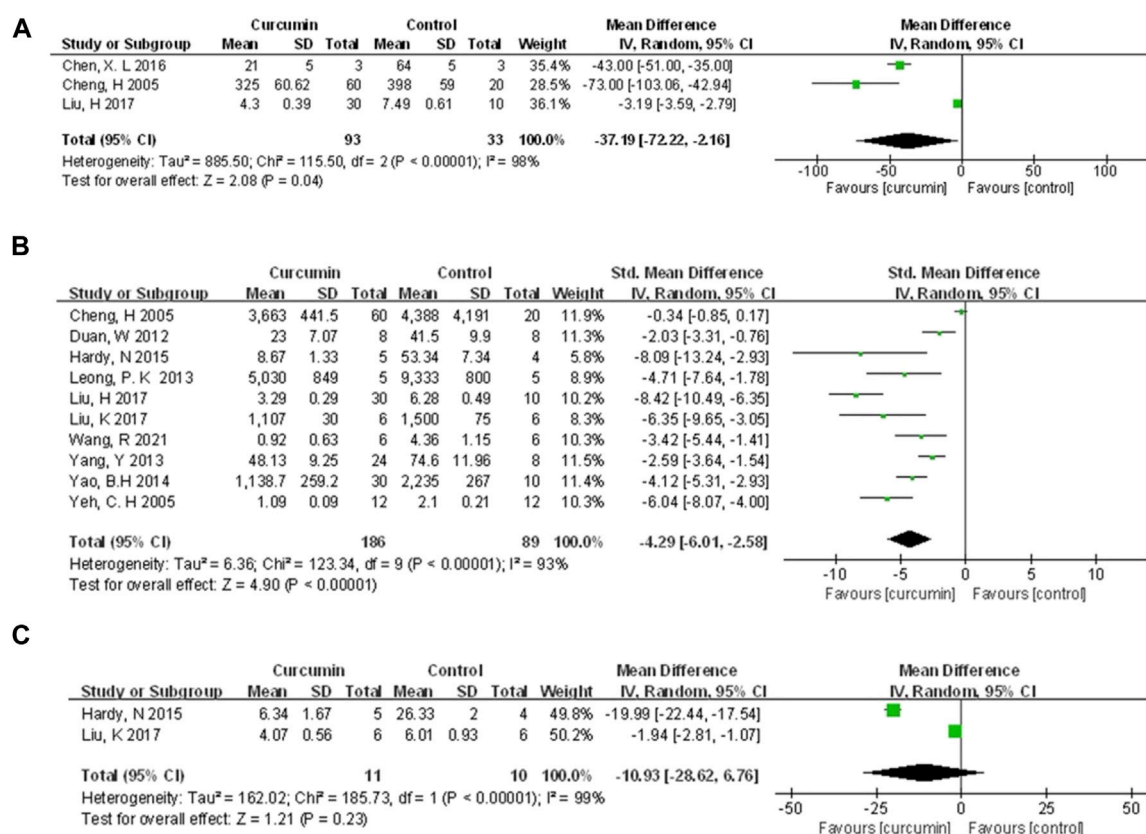 A
Curcumin Control Mean Difference Mean Difference
Study or Subgroup Mean SD Total Mean SD Total Weight IV, Random, 95% CI IV, Random, 95% CI
Chen, X. L 2016 21 5 3 64 5 3 35.4% -43.00 [-51.00, -35.00]
Cheng, H 2005 325 60.62 60 398 59 20 28.5% -73.00 [-103.06, -42.94]
Liu, H 2017 4.3 0.39 30 7.49 0.61 10 36.1% -3.19 [-3.59, -2.79]
Total (95% CI) 93 33 100.0% -37.19 [-72.22, -2.16]
Heterogeneity: Tau² = 885.50; Chi² = 115.50, df = 2 (P < 0.00001); I² = 98%
Test for overall effect: Z = 2.08 (P = 0.04)
-100 -50 0 50 100
Favours [curcumin] Favours [control]
B
Curcumin Control Std. Mean Difference Std. Mean Difference
Study or Subgroup Mean SD Total Mean SD Total Weight IV, Random, 95% CI IV, Random, 95% CI
Cheng, H 2005 3,663 441.5 60 4,388 4,191 20 11.9% -0.34 [-0.85, 0.17]
Duan, W 2012 23 7.07 8 41.5 9.9 8 11.3% -2.03 [-3.31, -0.76]
Hardy, N 2015 8.67 1.33 5 53.34 7.34 4 5.8% -8.09 [-13.24, -2.93]
Leong, P. K 2013 5,030 849 5 9,333 800 5 8.9% -4.71 [-7.64, -1.78]
Liu, H 2017 3.29 0.29 30 6.28 0.49 10 10.2% -8.42 [-10.49, -6.35]
Liu, K 2017 1,107 30 6 1,500 75 6 8.3% -6.35 [-9.65, -3.05]
Wang, R 2021 0.92 0.63 6 4.36 1.15 6 10.3% -3.42 [-5.44, -1.41]
Yang, Y 2013 48.13 9.25 24 74.6 11.96 8 11.5% -2.59 [-3.64, -1.54]
Yao, B.H 2014 1,138.7 259.2 30 2,235 267 10 11.4% -4.12 [-5.31, -2.93]
Yeh, C. H 2005 1.09 0.09 12 2.1 0.21 12 10.3% -6.04 [-8.07, -4.00]
Total (95% CI) 186 89 100.0% -4.29 [-6.01, -2.58]
Heterogeneity: Tau² = 6.36; Chi² = 123.34, df = 9 (P < 0.00001); I² = 93%
Test for overall effect: Z = 4.90 (P < 0.00001)
-10 -5 0 5 10
Favours [curcumin] Favours [control]
C
Curcumin Control Mean Difference Mean Difference
Study or Subgroup Mean SD Total Mean SD Total Weight IV, Random, 95% CI IV, Random, 95% CI
Hardy, N 2015 6.34 1.67 5 26.33 2 4 49.8% -19.99 [-22.44, -17.54]
Liu, K 2017 4.07 0.56 6 6.01 0.93 6 50.2% -1.94 [-2.81, -1.07]
Total (95% CI) 11 10 100.0% -10.93 [-28.62, 6.76]
Heterogeneity: Tau² = 162.02; Chi² = 185.73, df = 1 (P < 0.00001); I² = 99%
Test for overall effect: Z = 1.21 (P = 0.23)
-50 -25 0 25 50
Favours [curcumin] Favours [control]